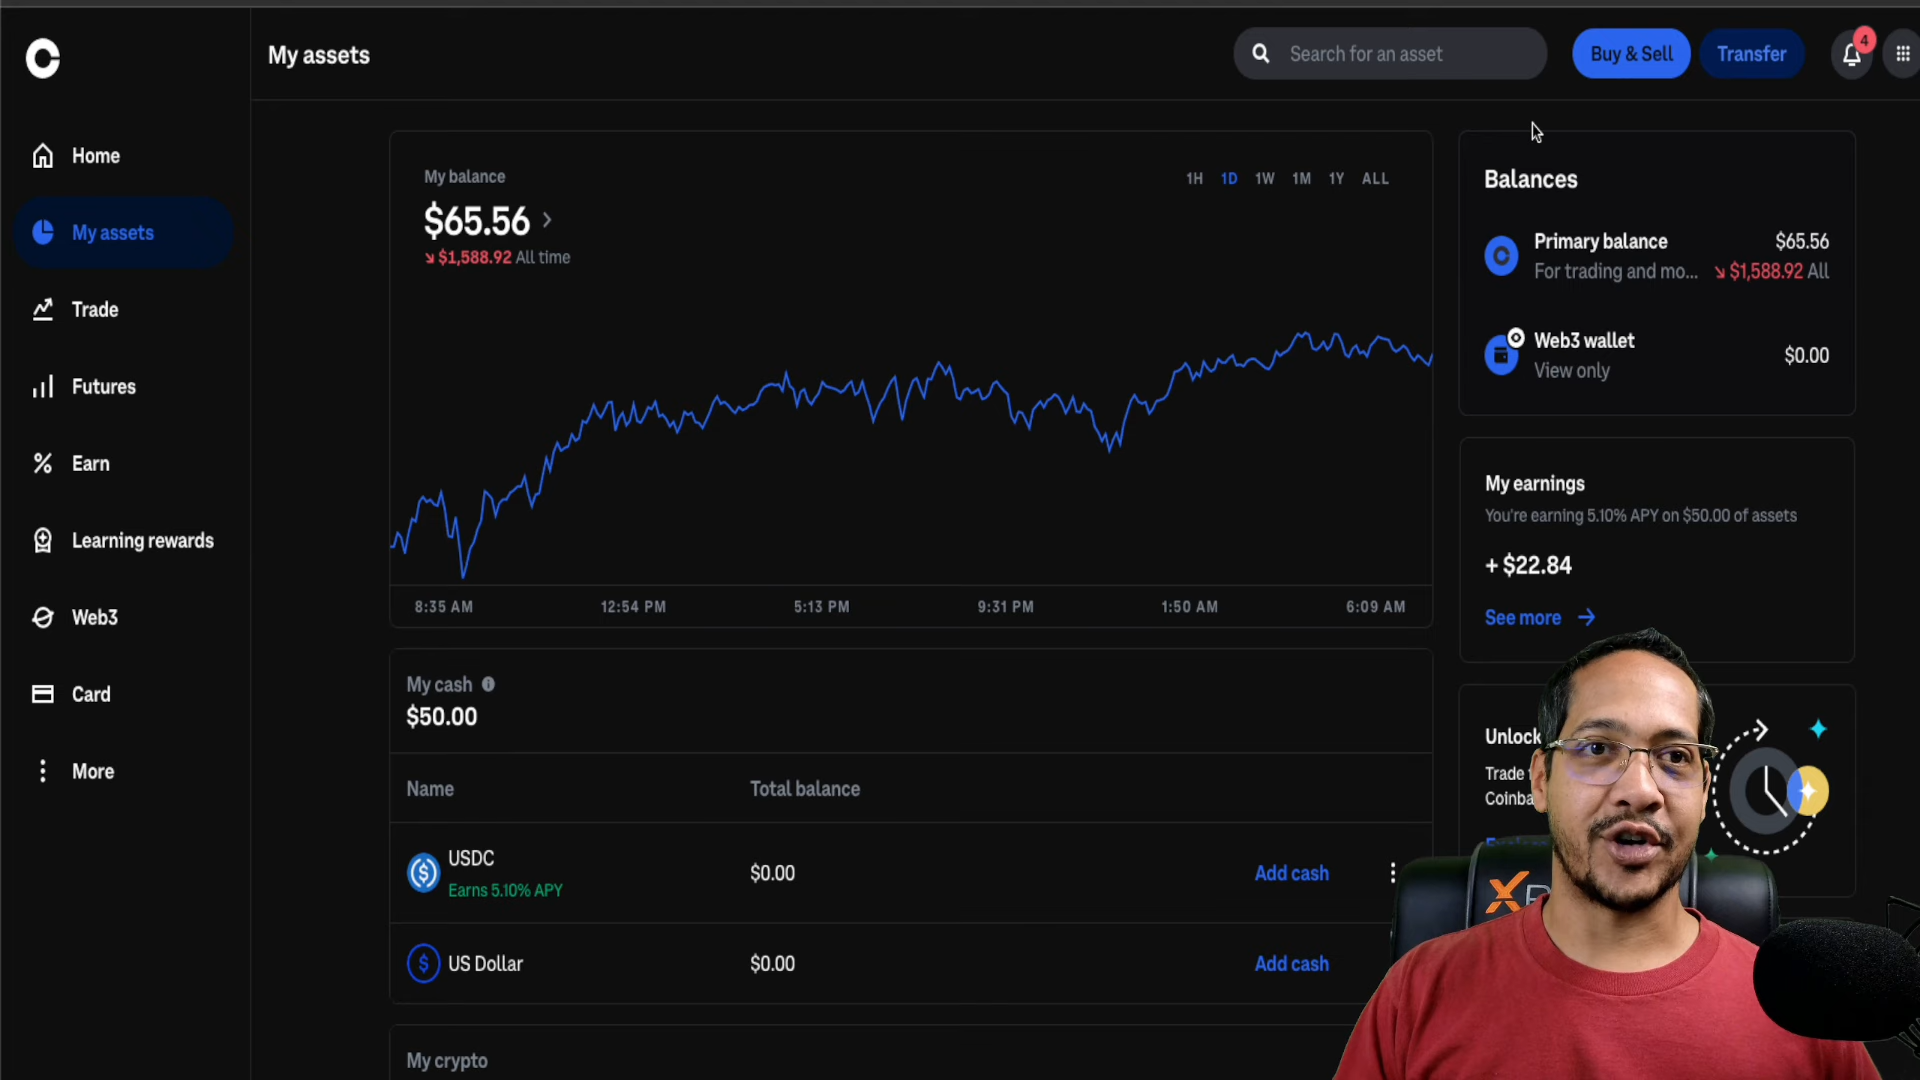 My assets
Search for an asset
Buy & Sell
Transfer
4
Home
My assets
Trade
Futures
Earn
Learning rewards
Web3
Card
More
My balance
$65.56
$1,588.92 All time
1H 1D 1W 1M 1Y ALL
8:35 AM 12:54 PM 5:13 PM 9:31 PM 1:50 AM 6:09 AM
My cash
$50.00
Name Total balance
USDC
Earns 5.10% APY
$0.00
Add cash
US Dollar
$0.00
Add cash
My crypto
Balances
Primary balance $65.56
For trading and mo... $1,588.92 All
Web3 wallet
View only
$0.00
My earnings
You're earning 5.10% APY on $50.00 of assets
+ $22.84
See more
Unlock
Trade
Coinba